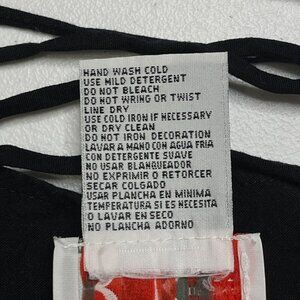 HAND WASH COLD
USE MILD DETERGENT
DO NOT BLEACH
DO NOT WRING OR TWIST
LINE DRY
USE COLD IRON IF NECESSARY
OR DRY CLEAN
DO NOT IRON DECORATION
LAVAR A MANO CON AGUA FRIA
CON DETERGENTE SUAVE
NO USAR BLANQUEADOR
NO EXPRIMIR O RETORCER
SECAR COLGADO
USAR PLANCHA EN MINIMA
TEMPERATURA SI ES NECESITA
O LAVAR EN SECO
NO PLANCHA ADORNO